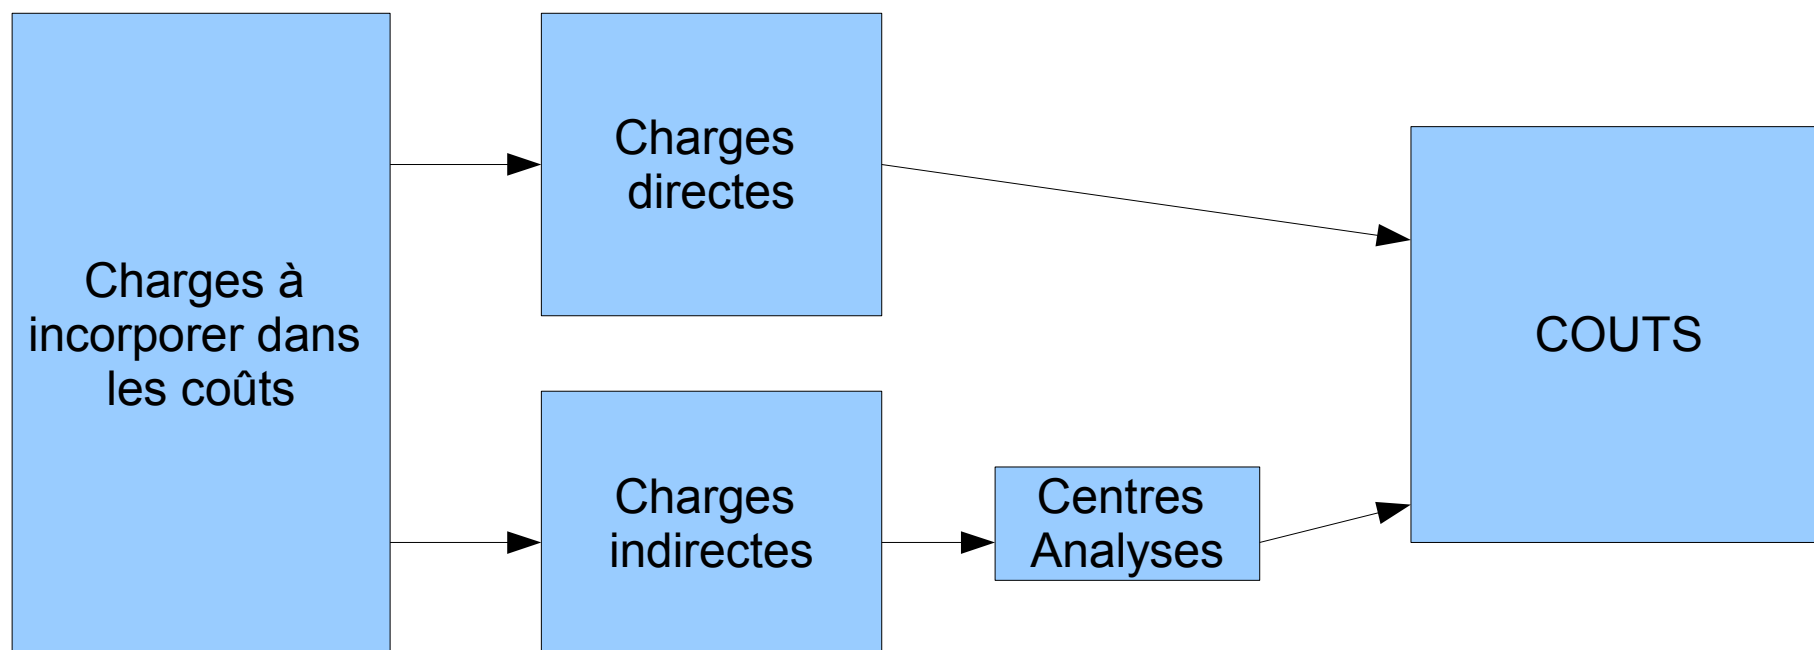 Charges à
incorporer dans
les coûts
Charges
directes
Charges
indirectes
Centres
Analyses
COUTS